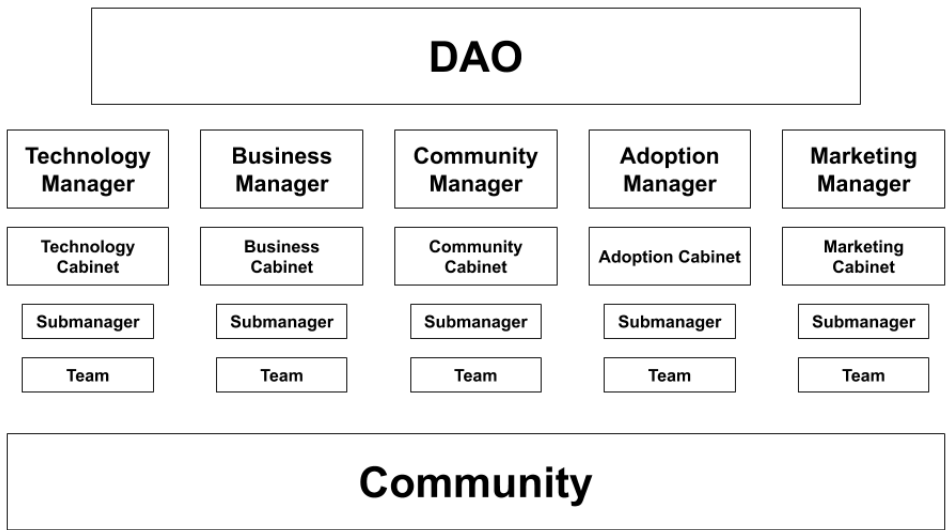 DAO
Technology
Manager
Business
Manager
Community
Manager
Adoption
Manager
Marketing
Manager
Technology
Cabinet
Business
Cabinet
Community
Cabinet
Adoption Cabinet
Marketing
Cabinet
Submanager
Submanager
Submanager
Submanager
Submanager
Team
Team
Team
Team
Team
Community